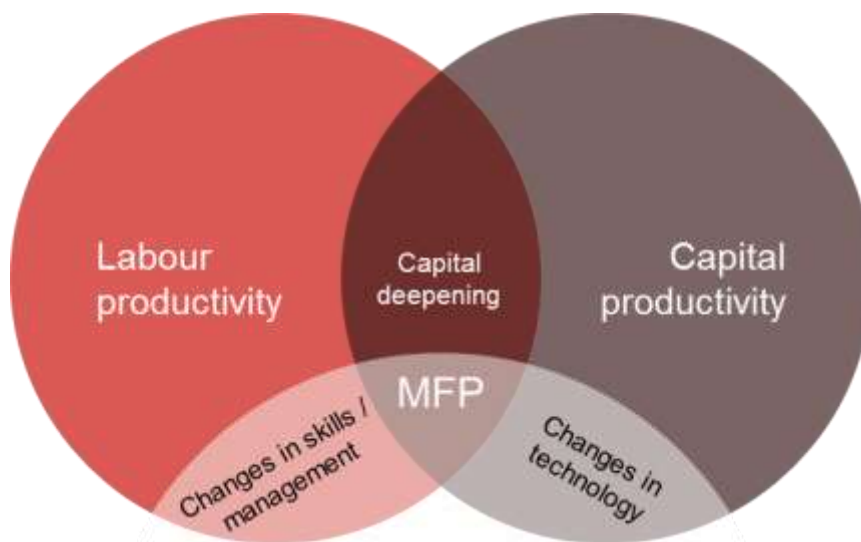 Labour
productivity
Capital
deepening
Capital
productivity
MFP
Changes in skills /
management
Changes in
technology